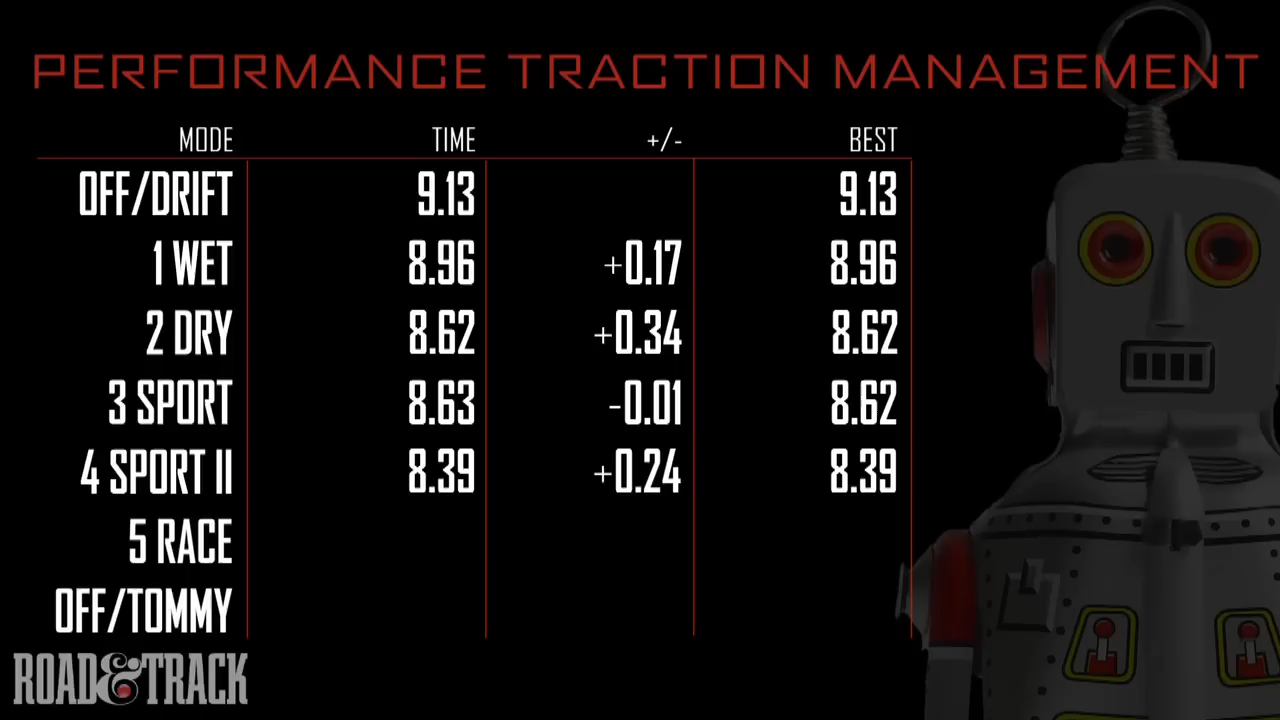 PERFORMANCE TRACTION MANAGEMENT
MODE TIME +/- BEST
OFF/DRIFT 9.13 9.13
1 WET 8.96 +0.17 8.96
2 DRY 8.62 +0.34 8.62
3 SPORT 8.63 -0.01 8.62
4 SPORT II 8.39 +0.24 8.39
5 RACE
OFF/TOMMY
ROAD&TRACK